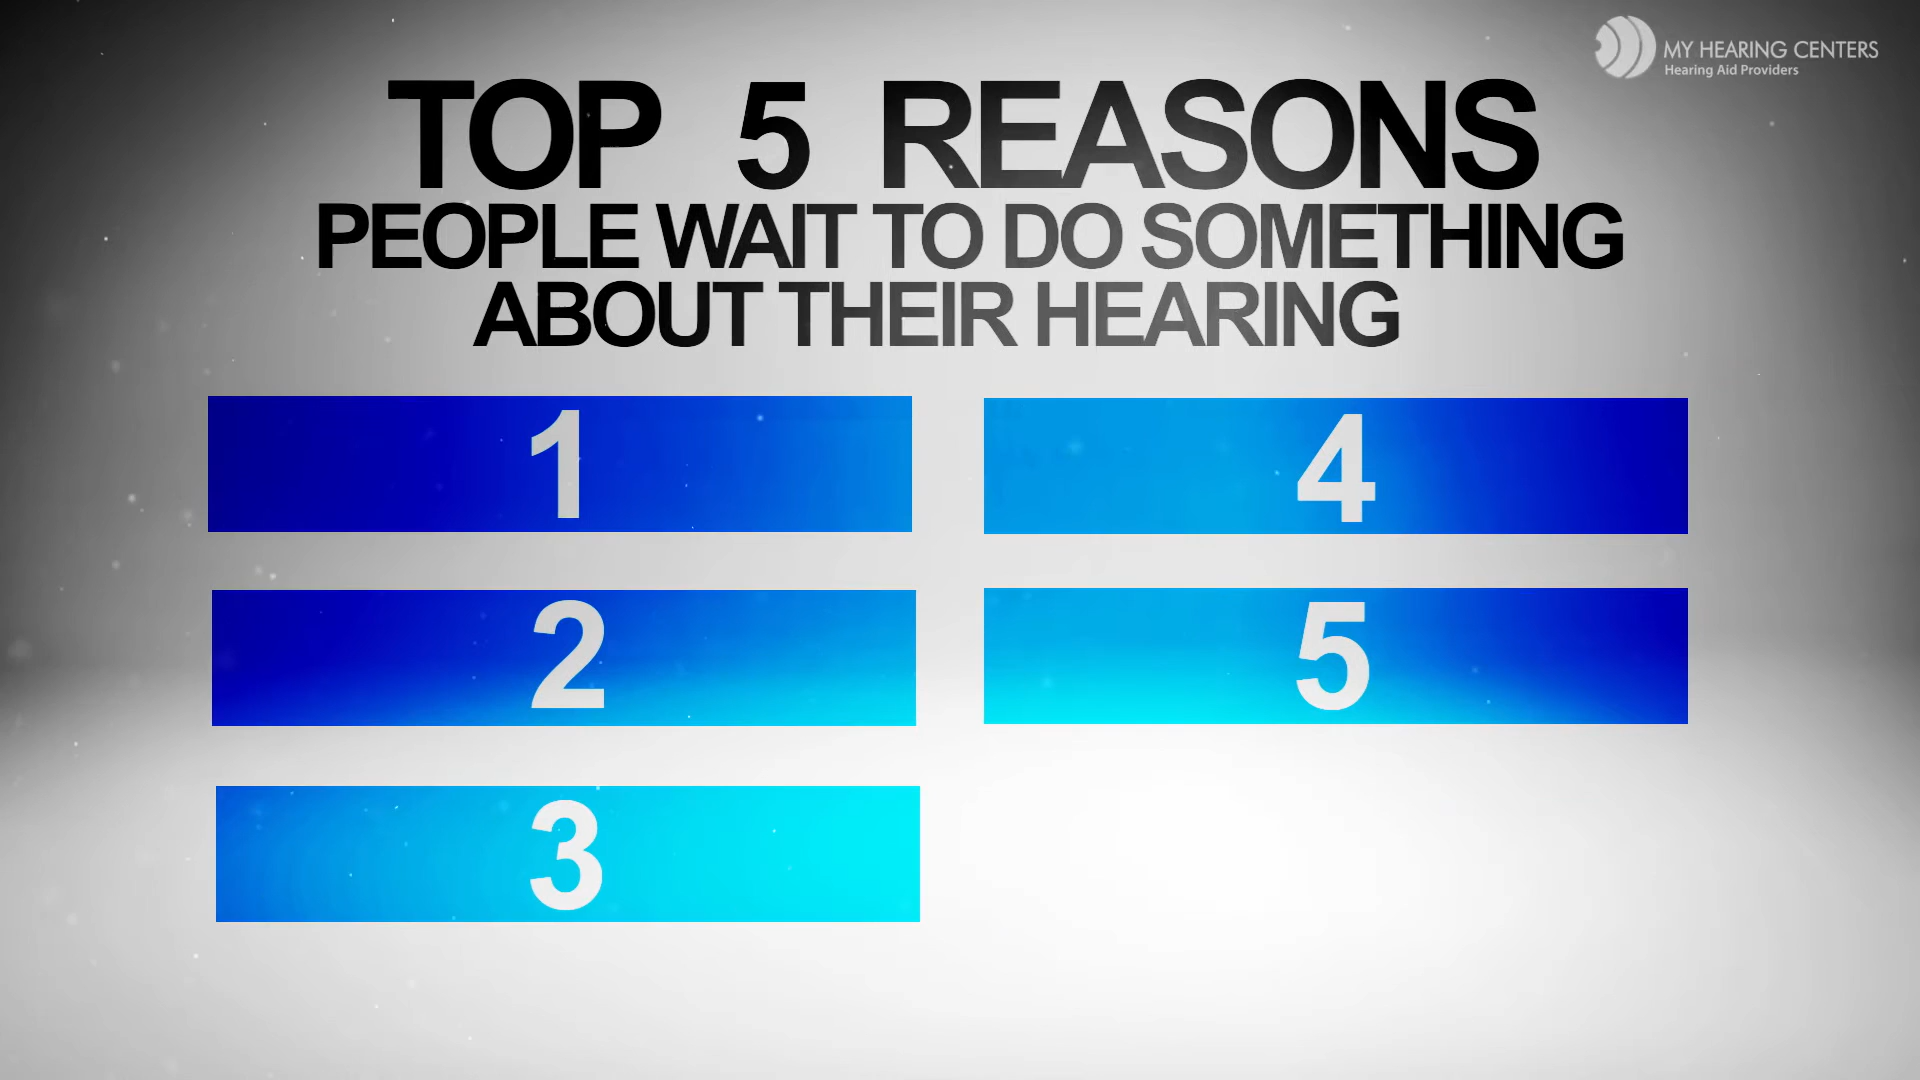 MY HEARING CENTERS
Hearing Aid Providers
TOP 5 REASONS
PEOPLE WAIT TO DO SOMETHING
ABOUT THEIR HEARING
1
2
3
4
5